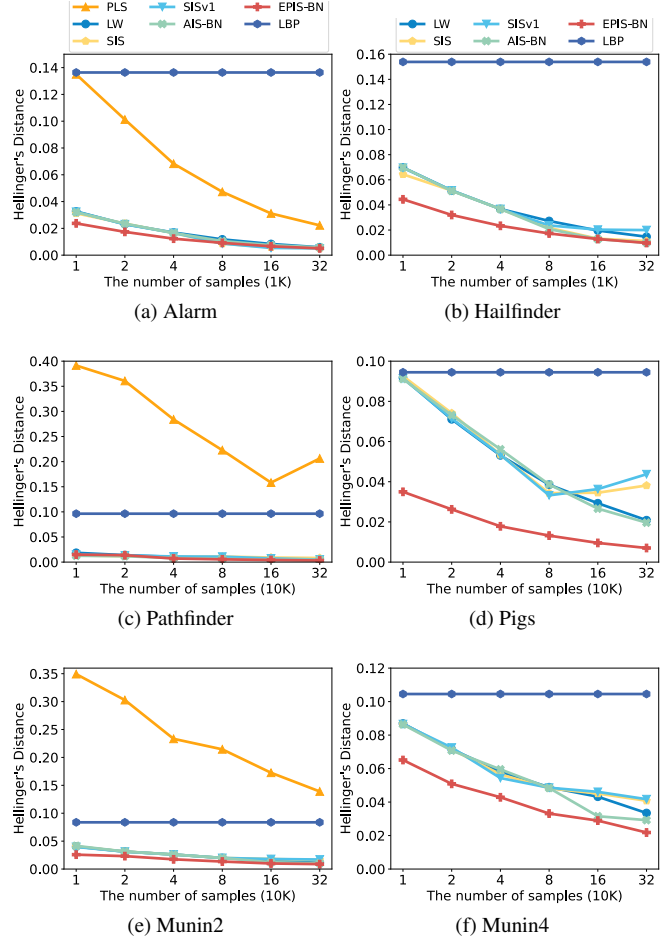 PLS
LW
SIS
SISv1
AIS-BN
EPIS-BN
LBP
LW
SIS
SISv1
AIS-BN
EPIS-BN
LBP
Hellinger's Distance
0.14
0.12
0.10
0.08
0.06
0.04
0.02
0.00
1 2 4 8 16 32
The number of samples (1K)
(a) Alarm
Hellinger's Distance
0.16
0.14
0.12
0.10
0.08
0.06
0.04
0.02
0.00
1 2 4 8 16 32
The number of samples (1K)
(b) Hailfinder
Hellinger's Distance
0.40
0.35
0.30
0.25
0.20
0.15
0.10
0.05
0.00
1 2 4 8 16 32
The number of samples (10K)
(c) Pathfinder
Hellinger's Distance
0.10
0.08
0.06
0.04
0.02
0.00
1 2 4 8 16 32
The number of samples (10K)
(d) Pigs
Hellinger's Distance
0.35
0.30
0.25
0.20
0.15
0.10
0.05
0.00
1 2 4 8 16 32
The number of samples (10K)
(e) Munin2
Hellinger's Distance
0.12
0.10
0.08
0.06
0.04
0.02
0.00
1 2 4 8 16 32
The number of samples (10K)
(f) Munin4